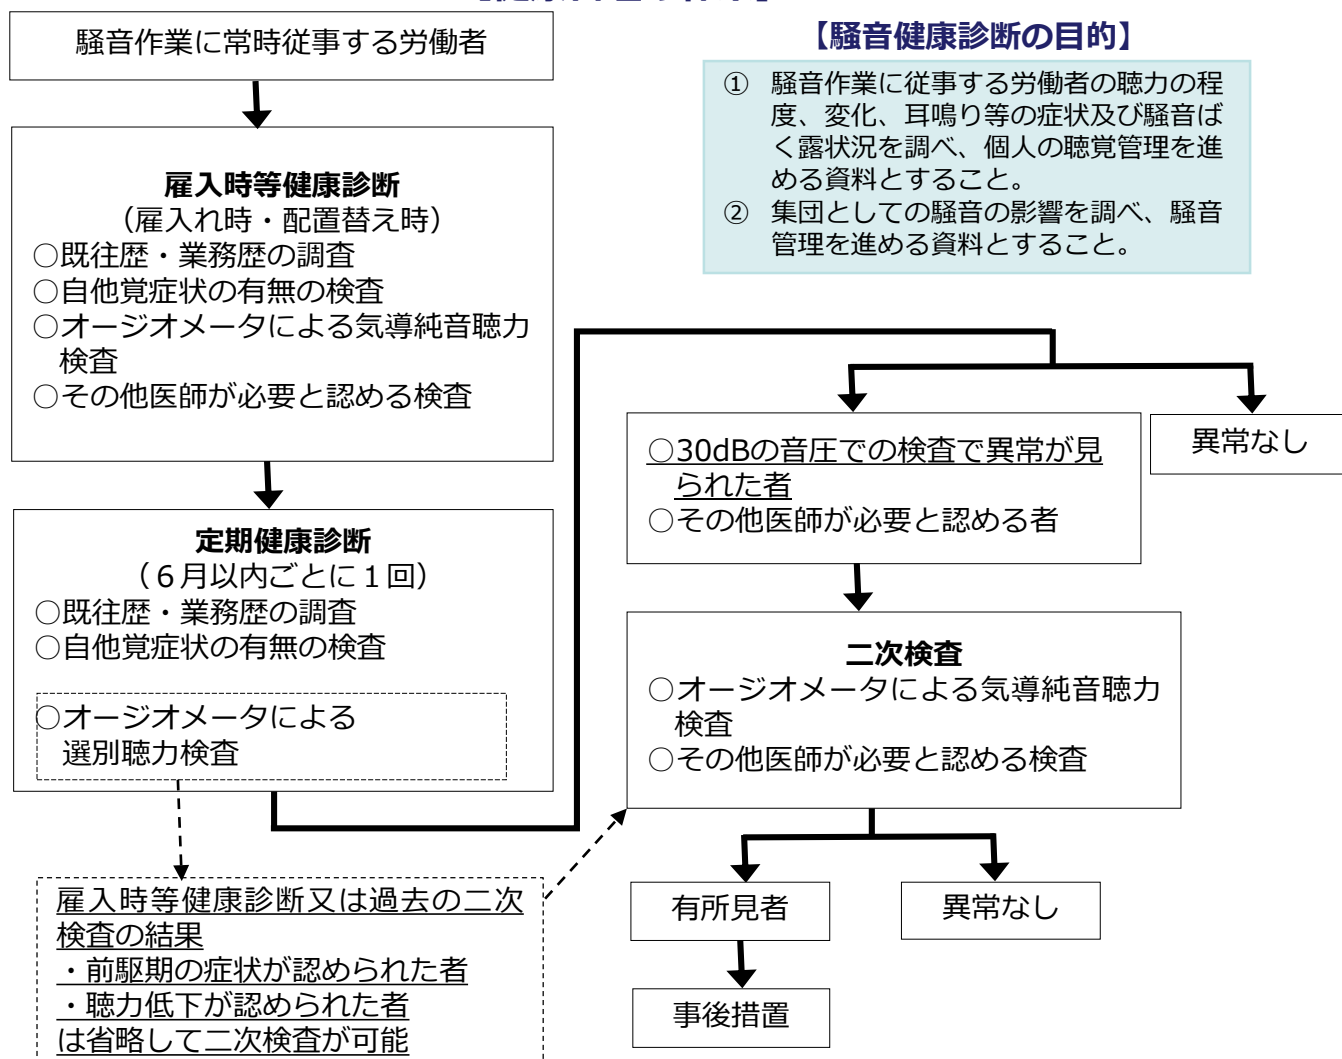 騒音作業に常時従事する労働者
雇入時等健康診断
（雇入れ時・配置替え時）
○既往歴・業務歴の調査
○自他覚症状の有無の検査
○オージオメータによる気導純音聴力
検査
○その他医師が必要と認める検査
定期健康診断
（６月以内ごとに１回）
○既往歴・業務歴の調査
○自他覚症状の有無の検査
○オージオメータによる
選別聴力検査
雇入時等健康診断又は過去の二次
検査の結果
・前駆期の症状が認められた者
・聴力低下が認められた者
は省略して二次検査が可能
【騒音健康診断の目的】
① 騒音作業に従事する労働者の聴力の程
度、変化、耳鳴り等の症状及び騒音ば
く露状況を調べ、個人の聴覚管理を進
める資料とすること。
② 集団としての騒音の影響を調べ、騒音
管理を進める資料とすること。
○30dBの音圧での検査で異常が見
られた者
○その他医師が必要と認める者
異常なし
二次検査
○オージオメータによる気導純音聴力
検査
○その他医師が必要と認める検査
有所見者
異常なし
事後措置